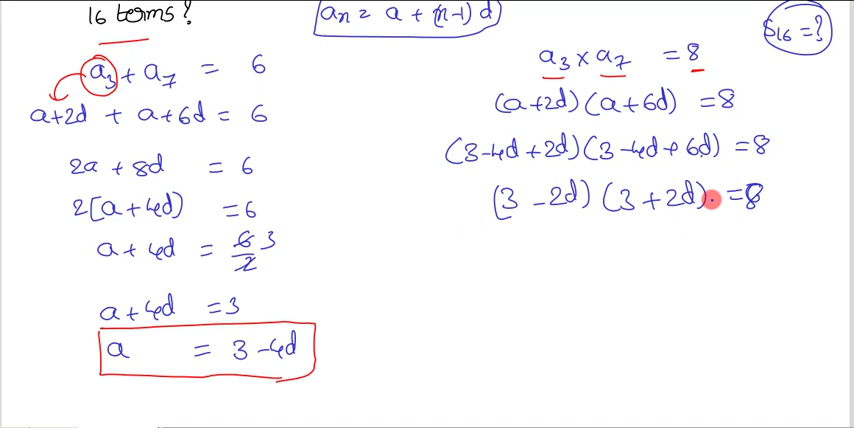 16 terms?
an = a + (n-1) d
S16 = ?
a3 + a7 = 6
a+2d + a+6d = 6
2a + 8d = 6
2[a+4d) = 6
a + 4d = 6/2 3
a+4d = 3
a = 3-4d
a3 x a7 = 8
(a+2d) (a+6d) = 8
(3-4d+2d)(3-4d+6d) = 8
(3-2d) (3+2d) = 8